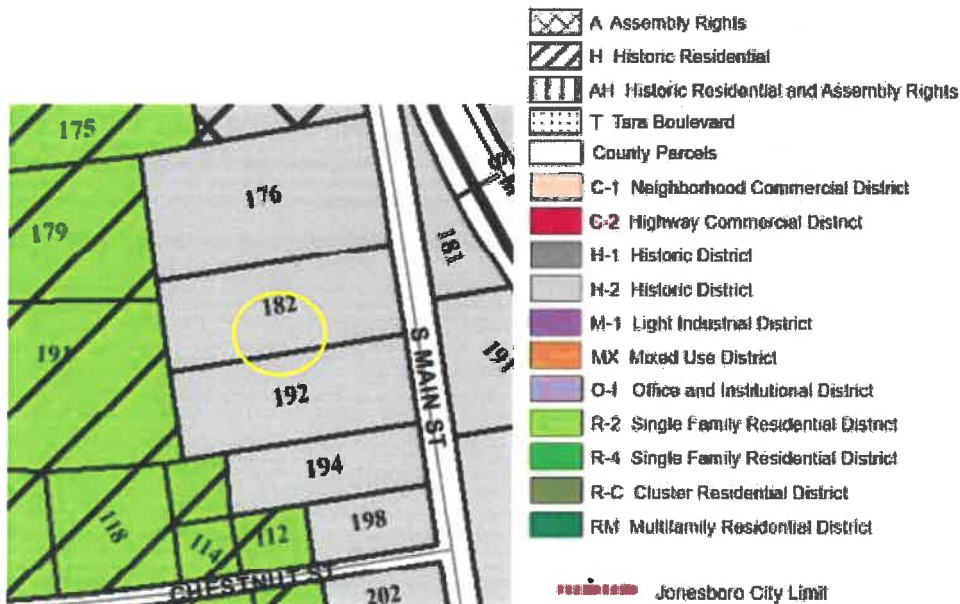 A Assembly Rights
H Historic Residential
AH Historic Residential and Assembly Rights
T Tara Boulevard
County Parcels
C-1 Neighborhood Commercial District
C-2 Highway Commercial District
H-1 Historic District
H-2 Historic District
M-1 Light Industrial District
MX Mixed Use District
O-I Office and Institutional District
R-2 Single Family Residential District
R-4 Single Family Residential District
R-C Cluster Residential District
RM Multifamily Residential District
Jonesboro City Limit
175
176
179
181
182
191
191
192
S MAIN ST
194
198
118
114
112
CHESTNUT ST
202